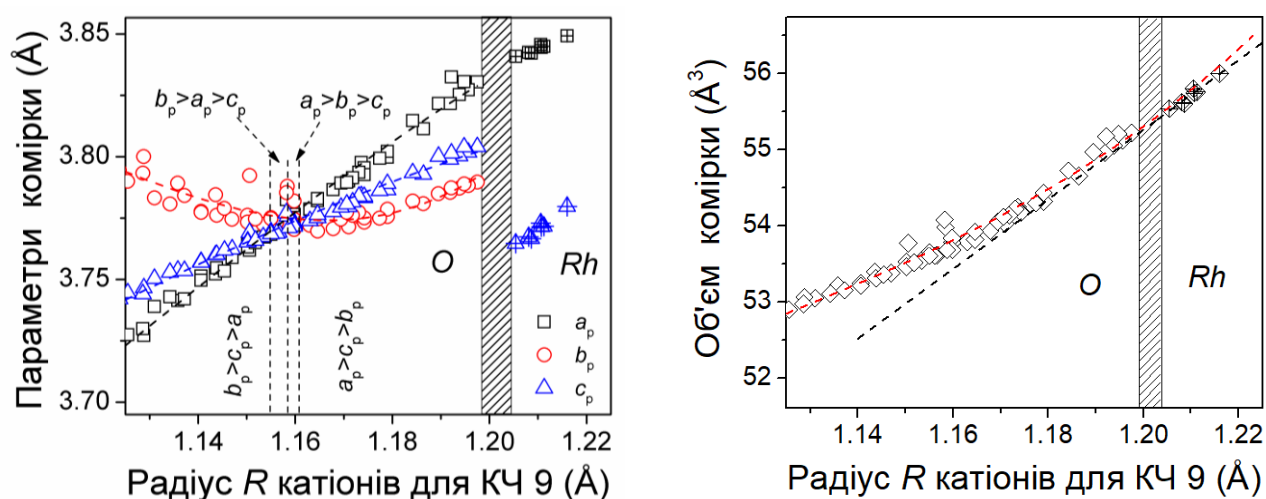 Параметри комірки (Å)
3.85
3.80
3.75
3.70
b_p>a_p>c_p
a_p>b_p>c_p
b_p>c_p>a_p
a_p>c_p>b_p
O
Rh
a_p
b_p
c_p
1.14
1.16
1.18
1.20
1.22
Радіус R катіонів для КЧ 9 (Å)
Об'єм комірки (Å³)
56
55
54
53
52
O
Rh
1.14
1.16
1.18
1.20
1.22
Радіус R катіонів для КЧ 9 (Å)